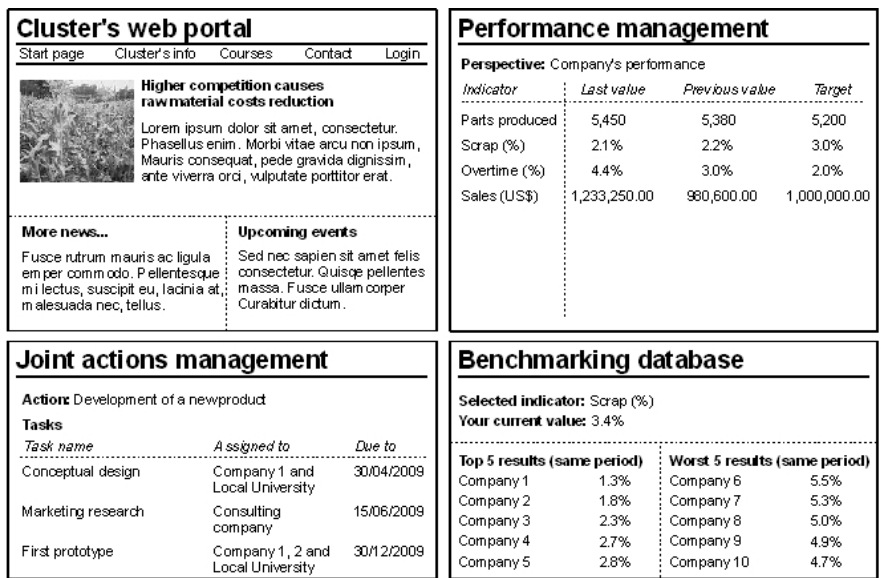 Cluster's web portal
Start page Cluster's info Courses Contact Login
Higher competition causes
raw material costs reduction
Lorem ipsum dolor sit amet, consectetur.
Phasellus enim. Morbi vitae arcu non ipsum,
Mauris consequat, pede gravida dignissim,
ante viverra orci, vulputate porttitor erat.
More news...
Fusce rutrum mauris ac ligula
emper commodo. Pellentesque
mi lectus, suscipit eu, lacinia at,
malesuada nec, tellus.
Upcoming events
Sed nec sapien sit amet felis
consectetur. Quisqe pellentes
massa. Fusce ullam corper
Curabitur dictum.
Performance management
Perspective: Company's performance
Indicator Last value Previous value Target
Parts produced 5,450 5,380 5,200
Scrap (%) 2.1% 2.2% 3.0%
Overtime (%) 4.4% 3.0% 2.0%
Sales (US$) 1,233,250.00 980,600.00 1,000,000.00
Joint actions management
Action: Development of a new product
Tasks
Task name Assigned to Due to
Conceptual design Company 1 and 30/04/2009
Local University
Marketing research Consulting 15/06/2009
company
First prototype Company 1, 2 and 30/12/2009
Local University
Benchmarking database
Selected indicator: Scrap (%)
Your current value: 3.4%
Top 5 results (same period)
Company 1 1.3%
Company 2 1.8%
Company 3 2.3%
Company 4 2.7%
Company 5 2.8%
Worst 5 results (same period)
Company 6 5.5%
Company 7 5.3%
Company 8 5.0%
Company 9 4.9%
Company 10 4.7%